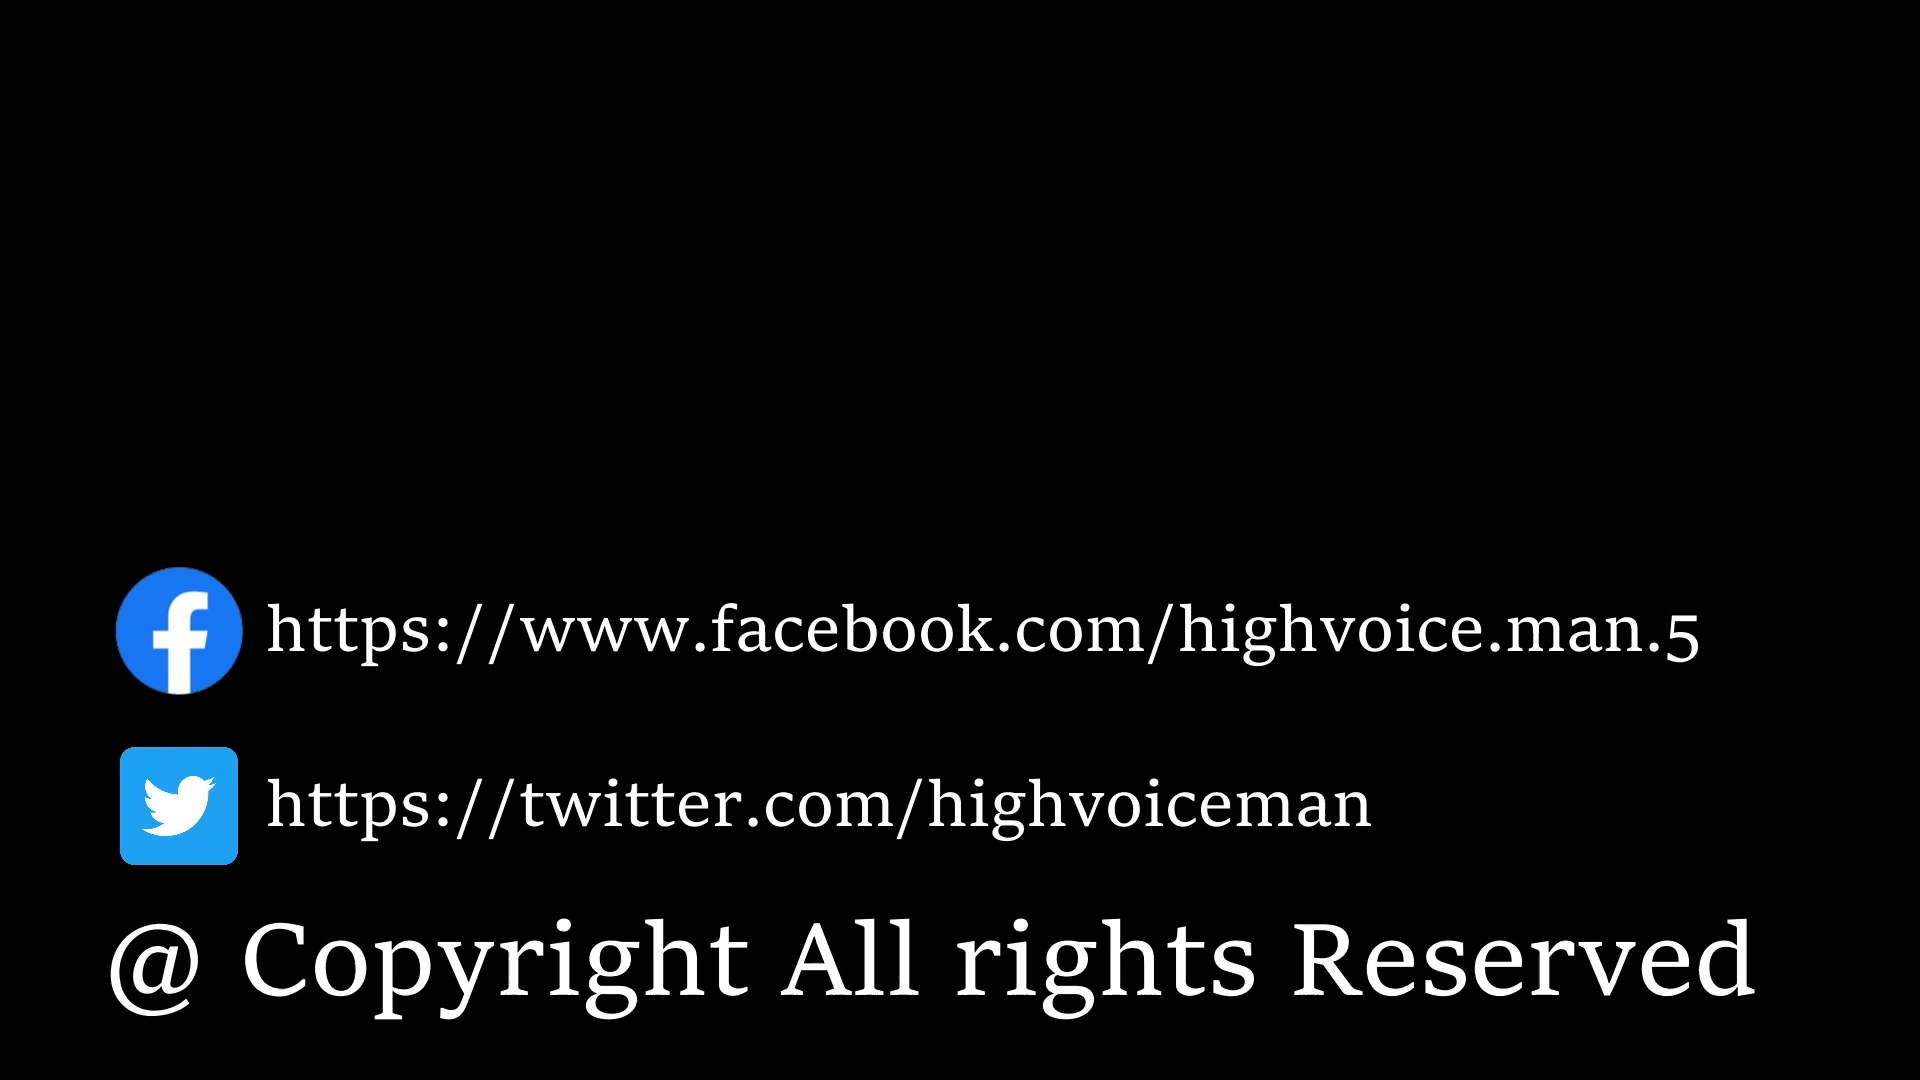 https://www.facebook.com/highvoice.man.5
https://twitter.com/highvoiceman
@ Copyright All rights Reserved